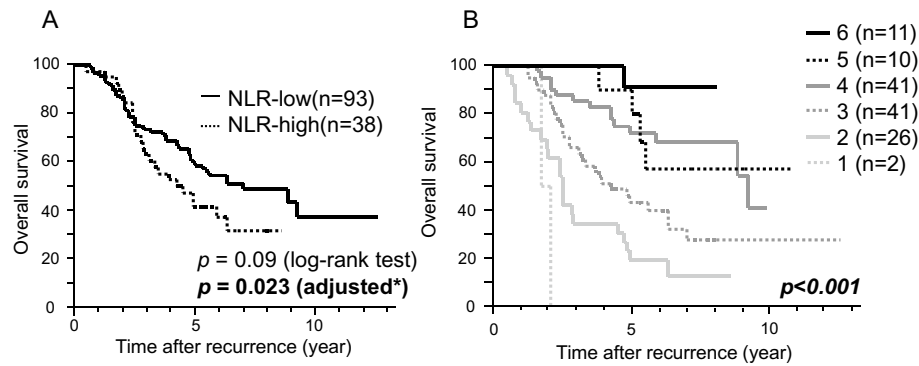 A
100
80
60
40
20
0
Overall survival
NLR-low(n=93)
NLR-high(n=38)
p = 0.09 (log-rank test)
p = 0.023 (adjusted*)
0 5 10
Time after recurrence (year)
B
100
80
60
40
20
0
Overall survival
6 (n=11)
5 (n=10)
4 (n=41)
3 (n=41)
2 (n=26)
1 (n=2)
p<0.001
0 5 10
Time after recurrence (year)